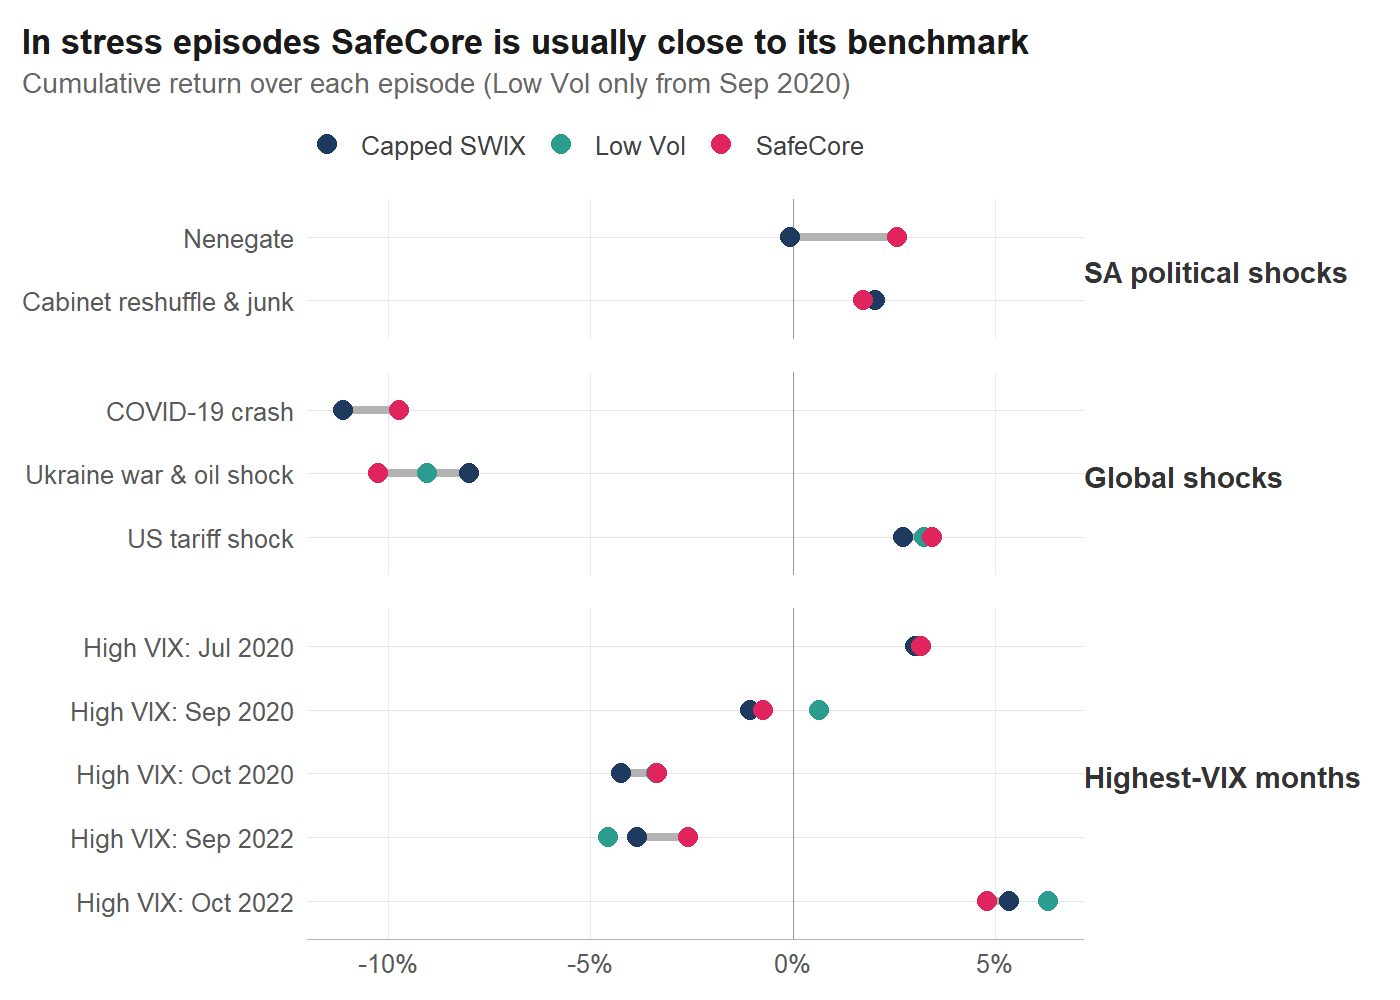 In stress episodes SafeCore is usually close to its benchmark
Cumulative return over each episode (Low Vol only from Sep 2020)
Capped SWIX Low Vol SafeCore
Nenegate
Cabinet reshuffle & junk
SA political shocks
COVID-19 crash
Ukraine war & oil shock
US tariff shock
Global shocks
High VIX: Jul 2020
High VIX: Sep 2020
High VIX: Oct 2020
High VIX: Sep 2022
High VIX: Oct 2022
Highest-VIX months
-10% -5% 0% 5%